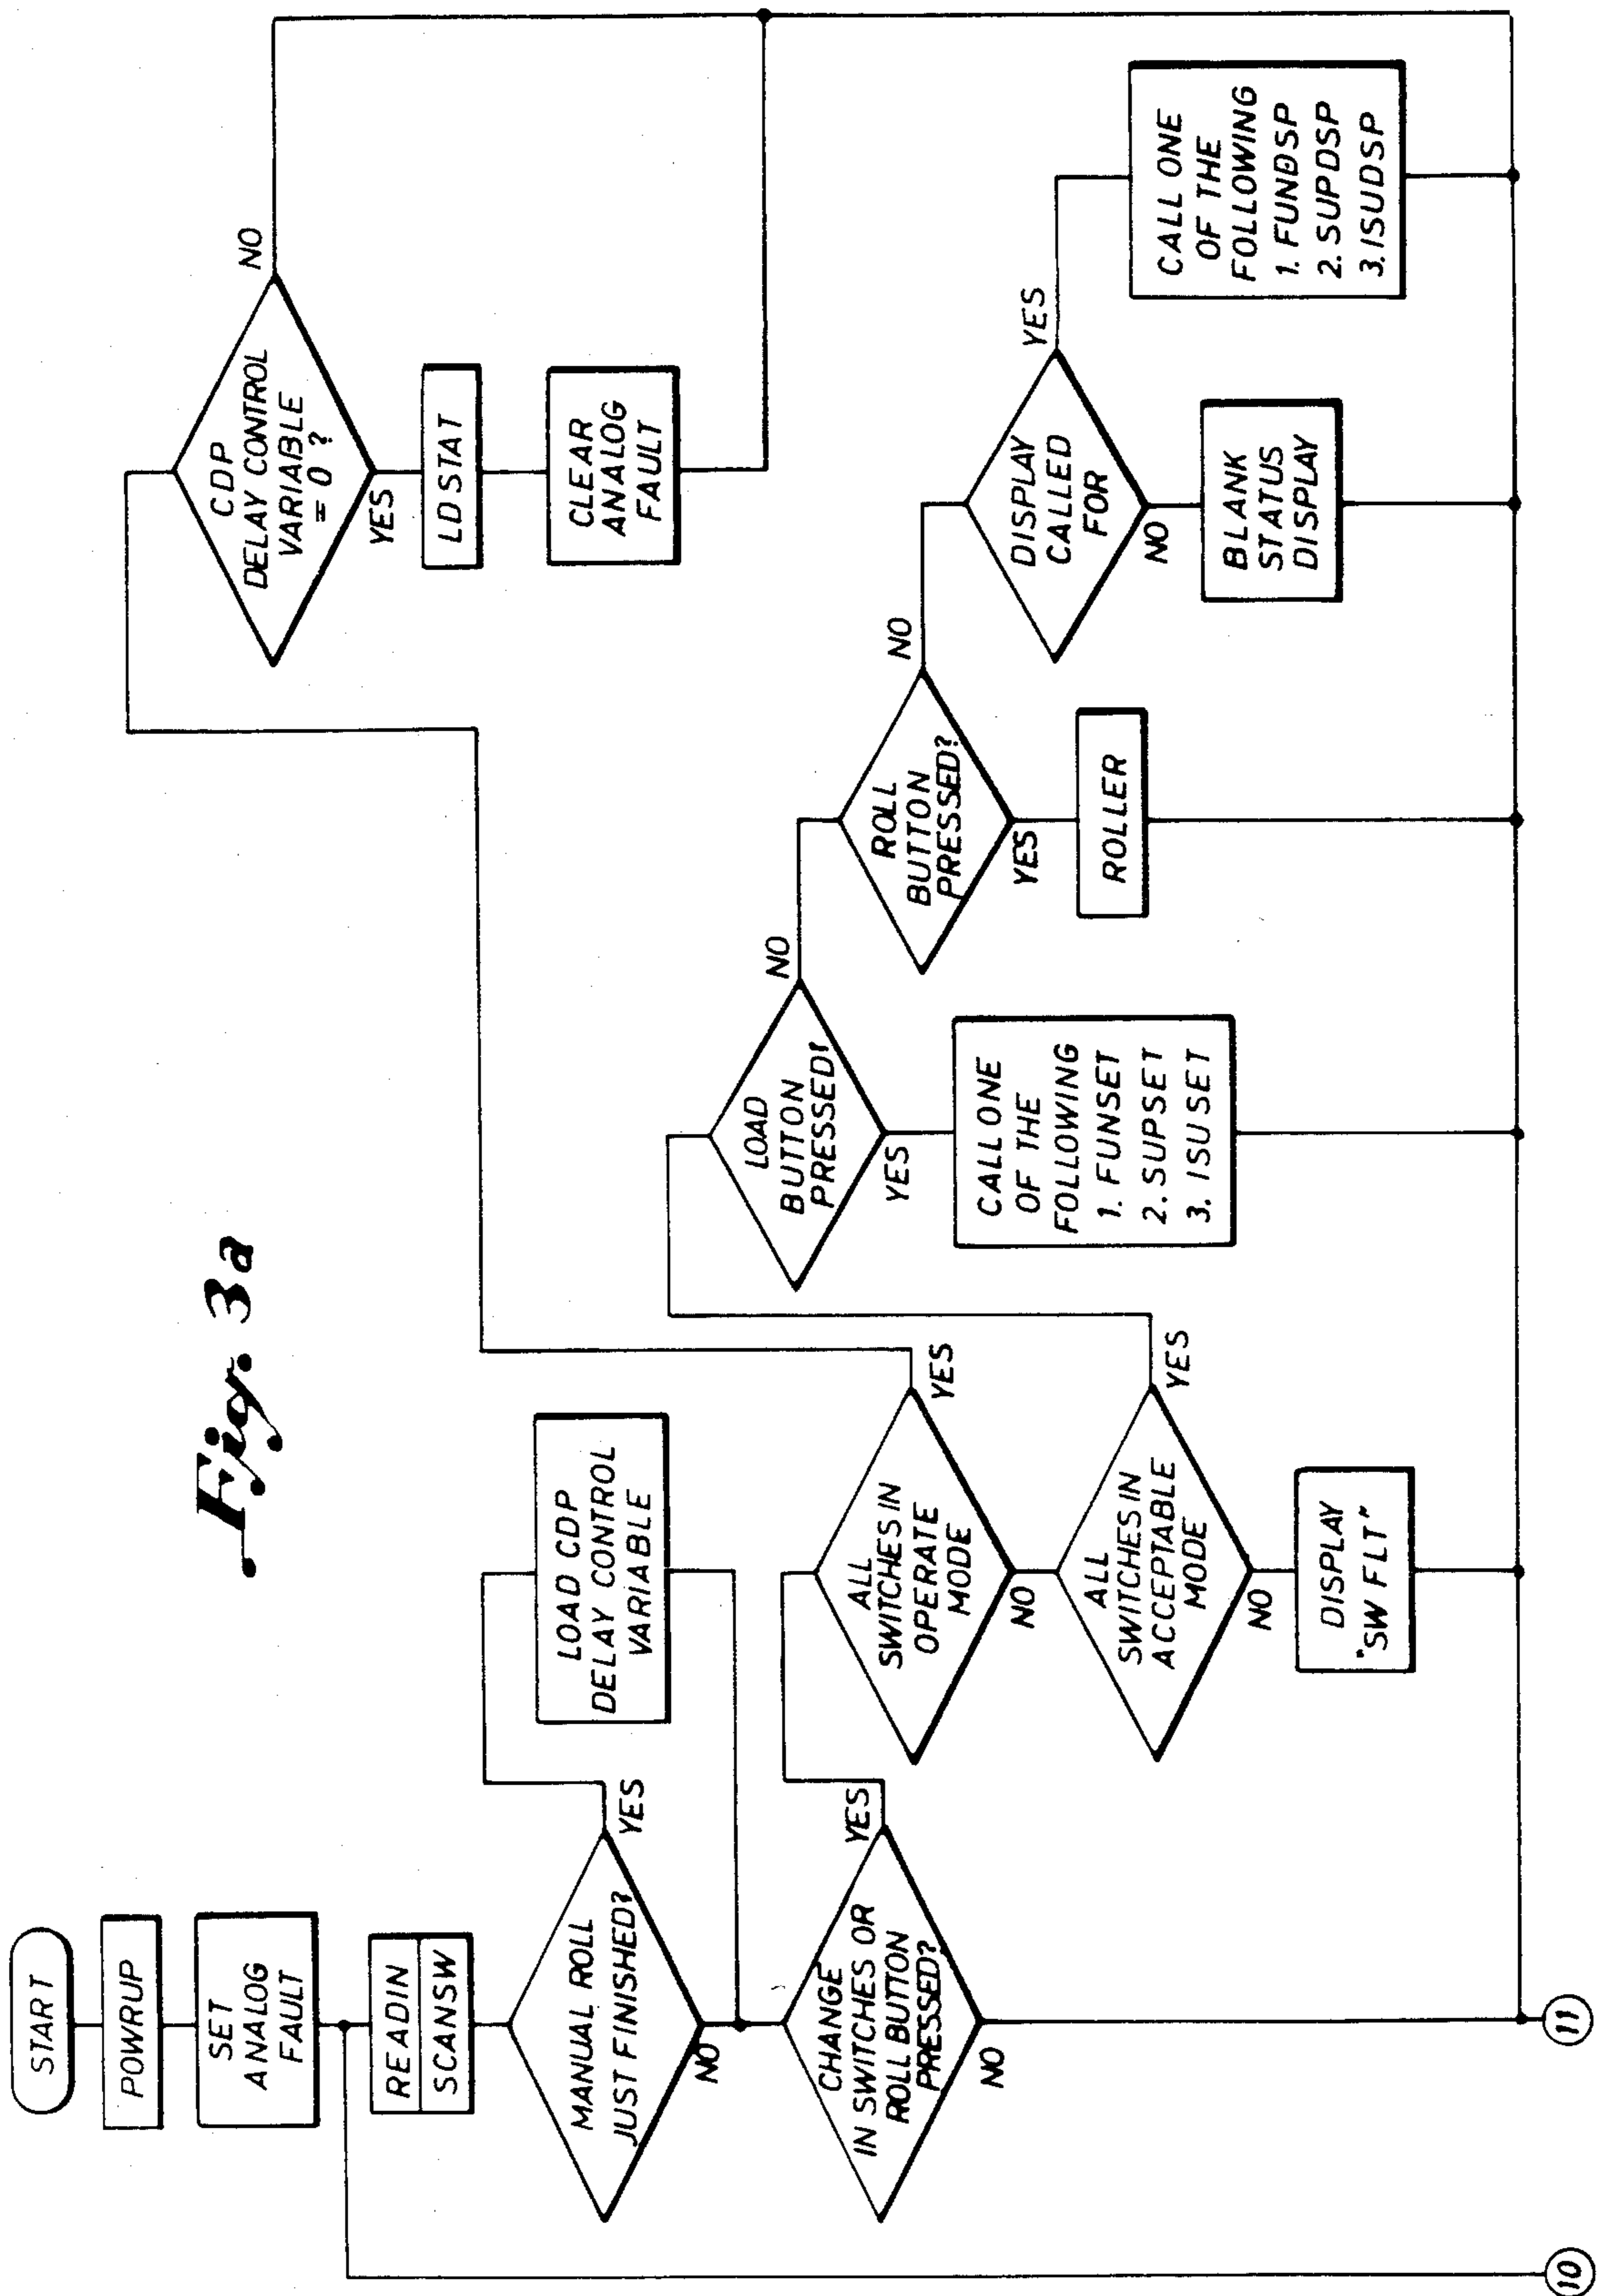 Fig. 3a
START
POWRUP
SET
ANALOG
FAULT
READIN
SCANSW
MANUAL ROLL
JUST FINISHED?
YES
NO
LOAD CDP
DELAY CONTROL
VARIABLE
CHANGE
IN SWITCHES OR
ROLL BUTTON
PRESSED?
YES
NO
ALL
SWITCHES IN
OPERATE
MODE
YES
NO
ALL
SWITCHES IN
ACCEPTABLE
MODE
YES
NO
DISPLAY
"SW FLT"
LOAD
BUTTON
PRESSED?
NO
YES
CALL ONE
OF THE
FOLLOWING
1. FUNSET
2. SUPSET
3. ISUSET
ROLL
BUTTON
PRESSED?
NO
YES
ROLLER
DISPLAY
CALLED
FOR
YES
NO
BLANK
STATUS
DISPLAY
CALL ONE
OF THE
FOLLOWING
1. FUNDSP
2. SUPDSP
3. ISUDSP
CDP
DELAY CONTROL
VARIABLE
= 0 ?
NO
YES
LDSTAT
CLEAR
ANALOG
FAULT
10
11